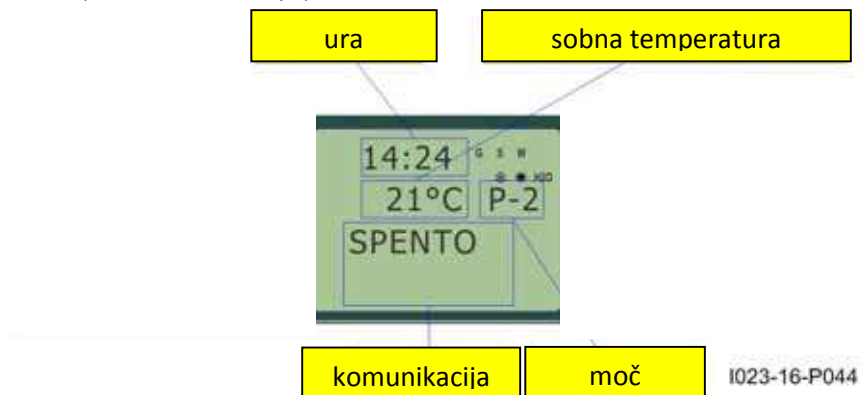 ura
sobna temperatura
14:24 G S W
21°C P-2
SPENTO
komunikacija
moč
I023-16-P044